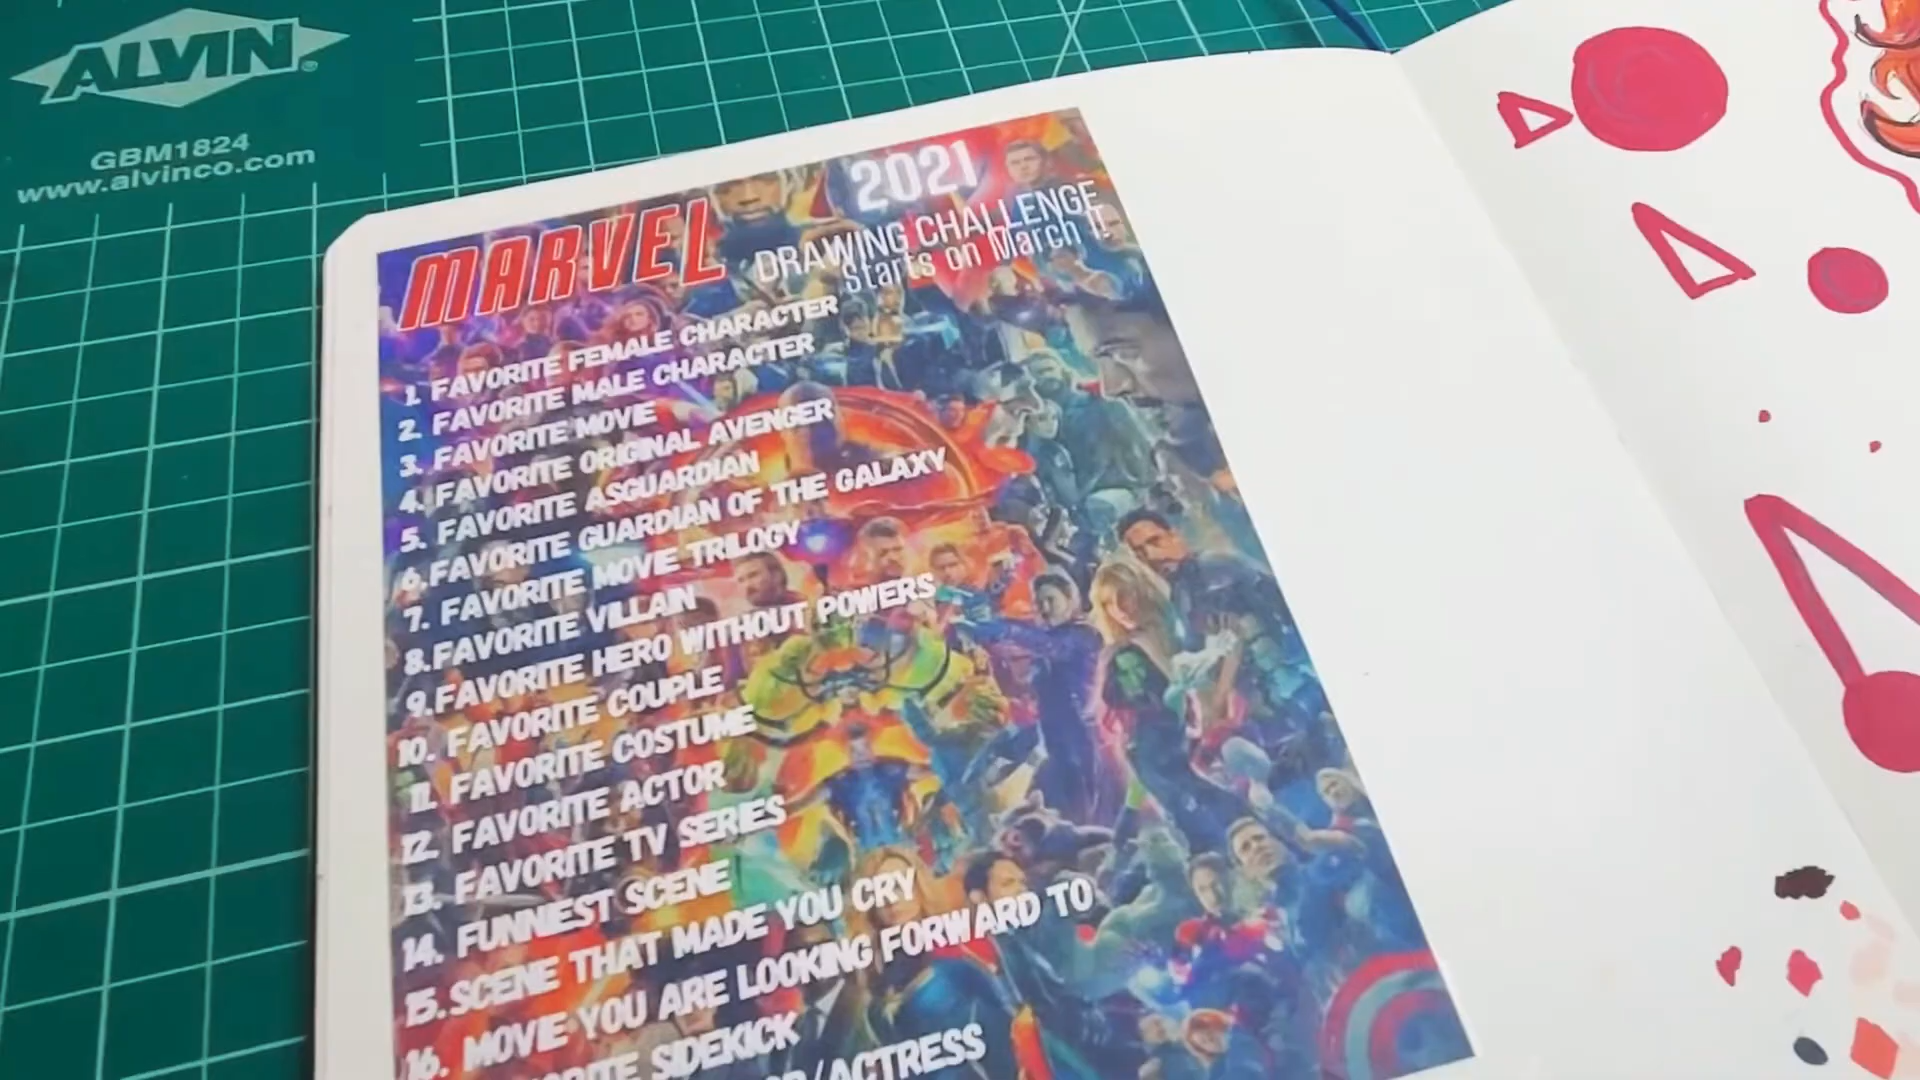 ALVIN
GBM1824
www.alvinco.com
MARVEL
2021
DRAWING CHALLENGE
Starts on March 1!
1. FAVORITE FEMALE CHARACTER
2. FAVORITE MALE CHARACTER
3. FAVORITE MOVIE
4. FAVORITE ORIGINAL AVENGER
5. FAVORITE ASGUARDIAN
6. FAVORITE GUARDIAN OF THE GALAXY
7. FAVORITE MOVIE TRILOGY
8. FAVORITE VILLAIN
9. FAVORITE HERO WITHOUT POWERS
10. FAVORITE COUPLE
11. FAVORITE COSTUME
12. FAVORITE ACTOR
13. FAVORITE TV SERIES
14. FUNNIEST SCENE
15. SCENE THAT MADE YOU CRY
16. MOVIE YOU ARE LOOKING FORWARD TO
SIDEKICK
/ACTRESS